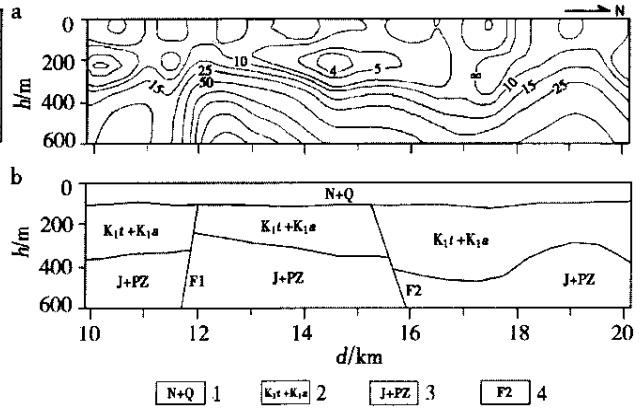 a
N
0
200
400
600
h/m
10
25
50
15
4
5
8
10
15
25
b
0
200
400
600
h/m
N+Q
K₁t+K₁a
K₁t+K₁a
K₁t+K₁a
J+PZ
F1
J+PZ
F2
J+PZ
10 12 14 16 18 20
d/km
N+Q 1 K₁t+K₁a 2 J+PZ 3 F2 4